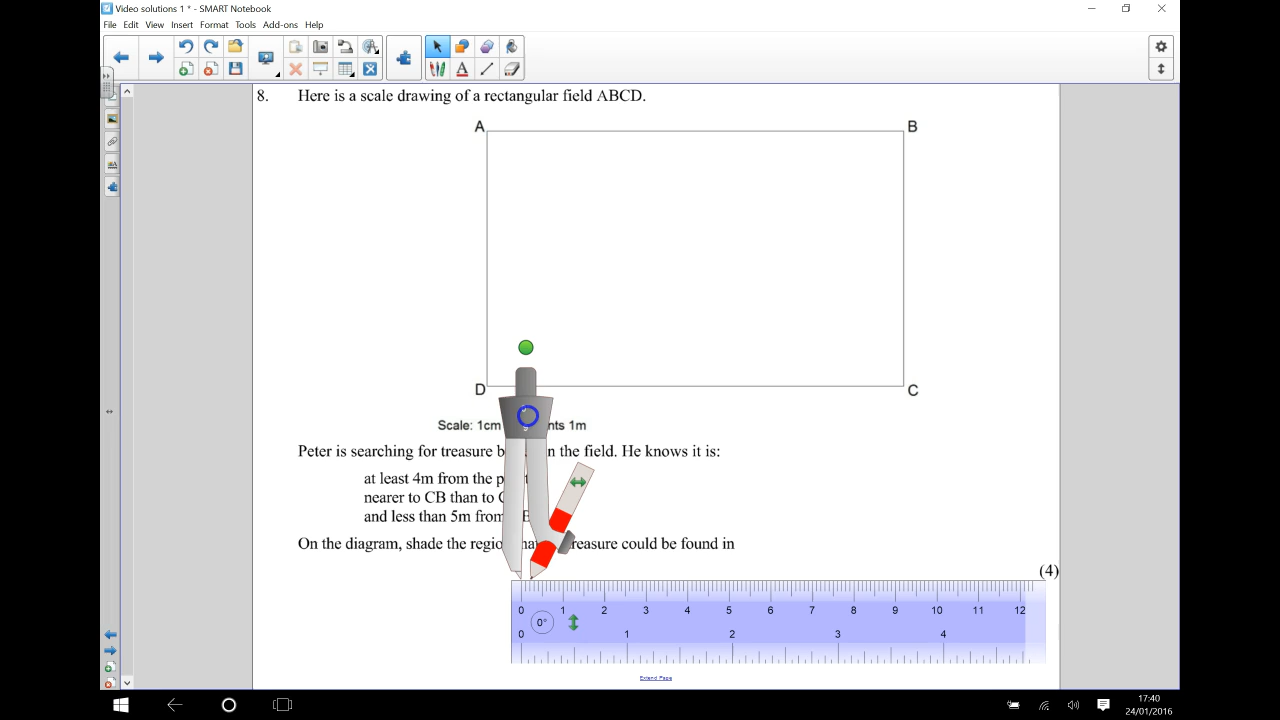 Video solutions 1 * - SMART Notebook
File Edit View Insert Format Tools Add-ons Help
8. Here is a scale drawing of a rectangular field ABCD.
A
B
D
C
Scale: 1cm nts 1m
Peter is searching for treasure b n the field. He knows it is:
at least 4m from the p
nearer to CB than to
and less than 5m from
On the diagram, shade the regio reasure could be found in
(4)
0 1 2 3 4 5 6 7 8 9 10 11 12
0°
0 1 2 3 4
Extend Page
17:40
24/01/2016